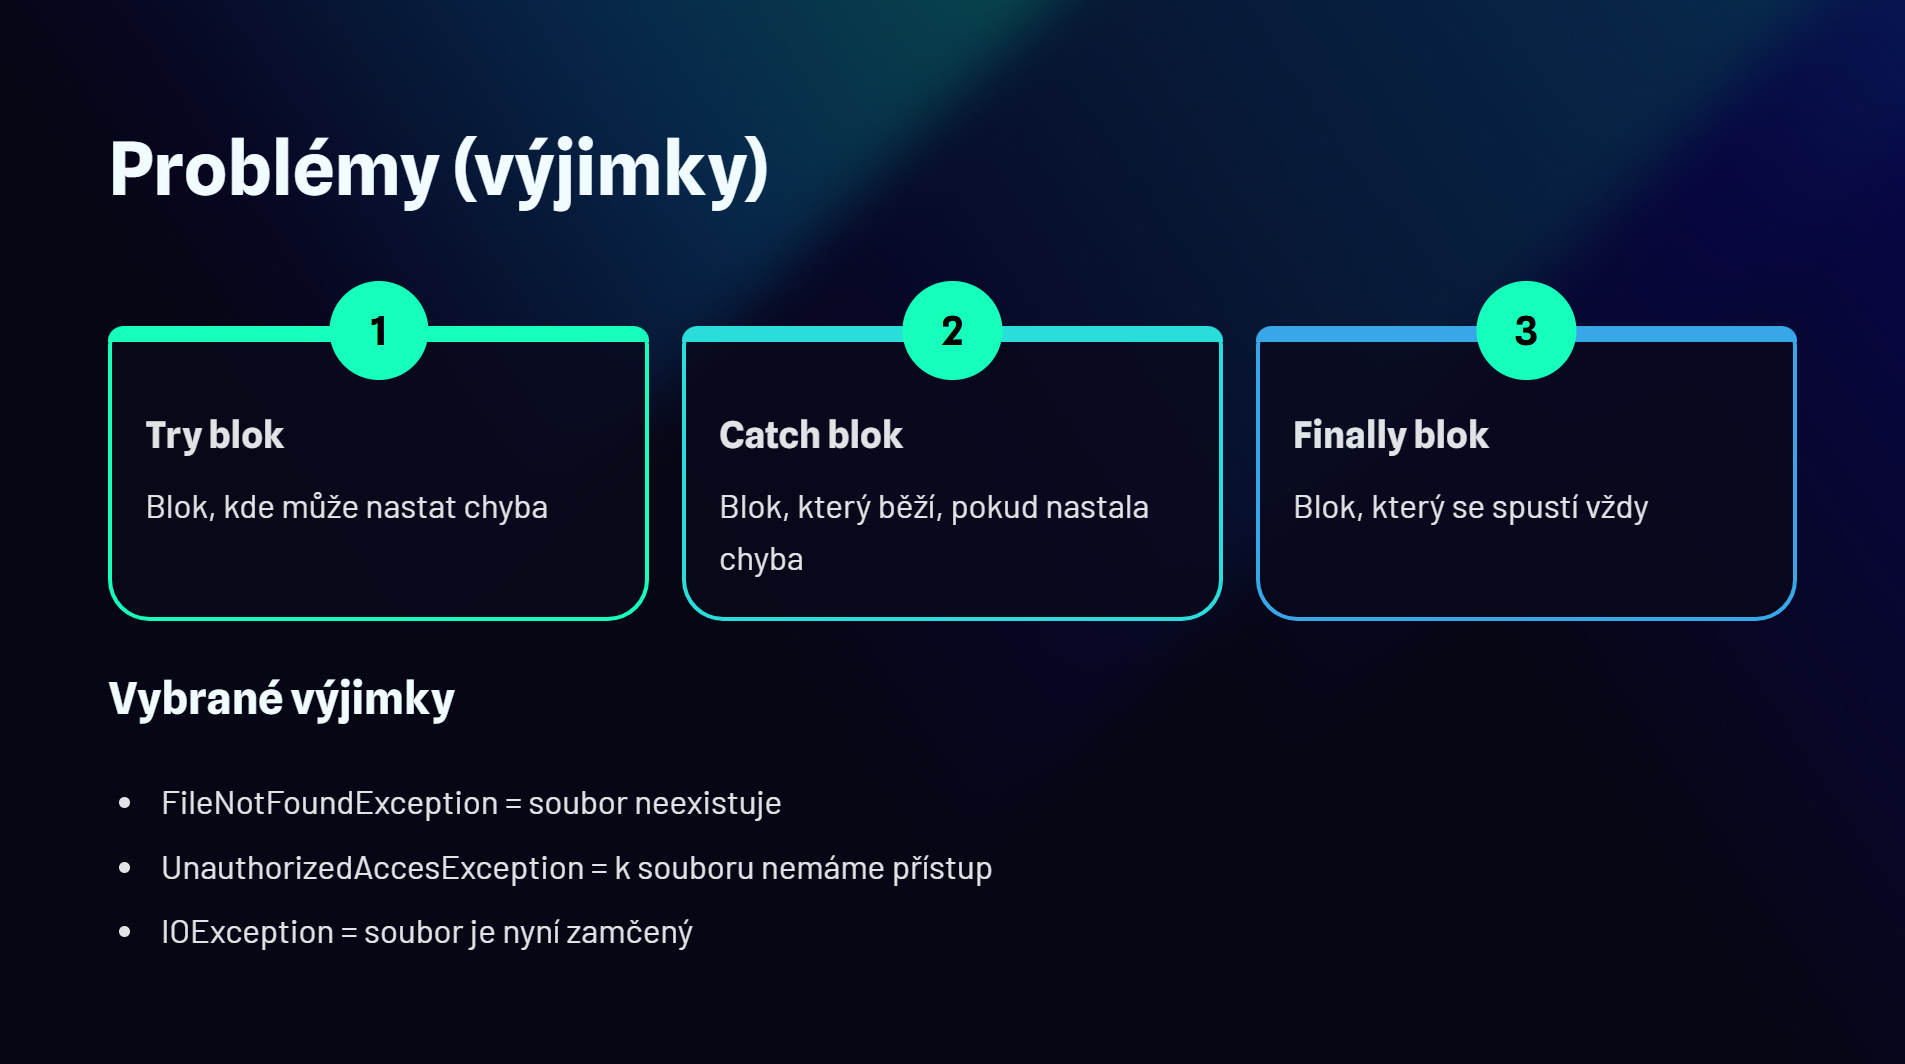 Problémy (výjimky)
1
Try blok
Blok, kde může nastat chyba
2
Catch blok
Blok, který běží, pokud nastala
chyba
3
Finally blok
Blok, který se spustí vždy
Vybrané výjimky
• FileNotFoundException = soubor neexistuje
• UnauthorizedAccesException = k souboru nemáme přístup
• IOException = soubor je nyní zamčený